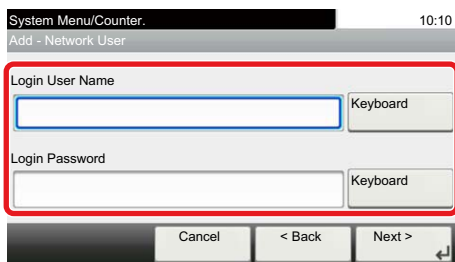 System Menu/Counter. 10:10
Add - Network User
Login User Name
Keyboard
Login Password
Keyboard
Cancel < Back Next >